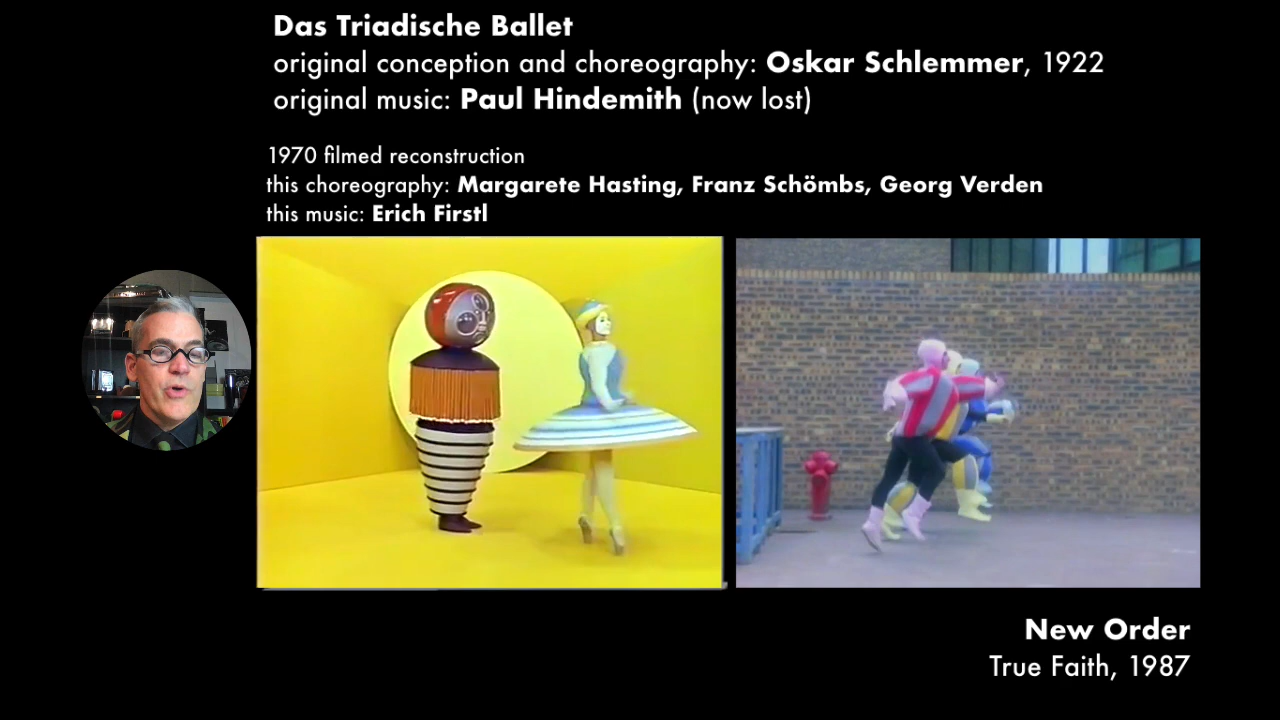 Das Triadische Ballet
original conception and choreography: Oskar Schlemmer, 1922
original music: Paul Hindemith (now lost)
1970 filmed reconstruction
this choreography: Margarete Hasting, Franz Schömbs, Georg Verden
this music: Erich Firstl
New Order
True Faith, 1987